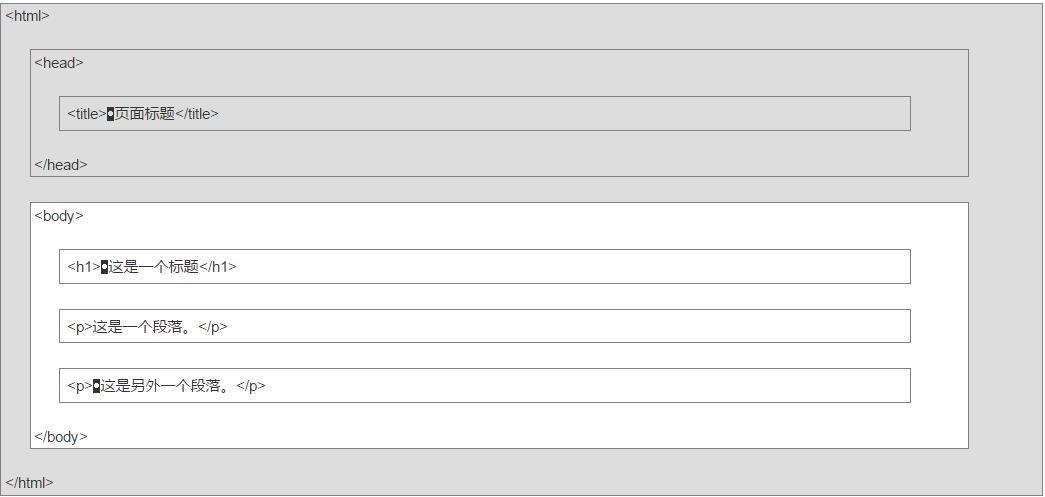 <html>
<head>
<title>页面标题</title>
</head>
<body>
<h1>这是一个标题</h1>
<p>这是一个段落。</p>
<p>这是另外一个段落。</p>
</body>
</html>